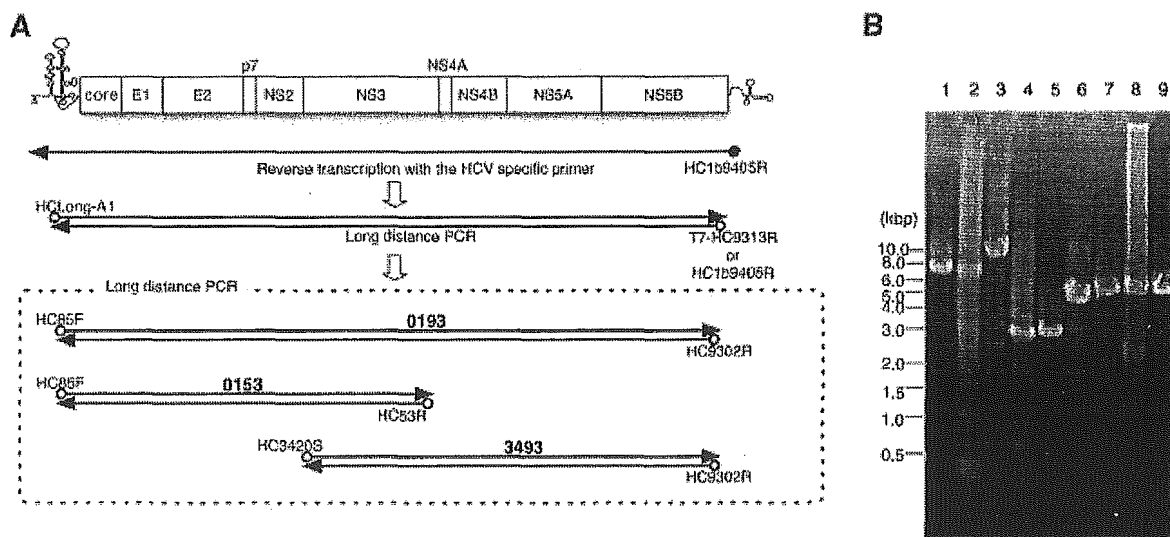 A
p7
NS4A
core E1 E2 NS2 NS3 NS4B NS5A NS5B
Reverse transcription with the HCV specific primer
HC1b9405R
HCLong-A1
Long distance PCR
T7-HC9313R
or
HC1b9405R
Long distance PCR
HC85F
0193
HC9302R
HC85F
0153
HC53R
HC3420S
3493
HC9302R
B
1 2 3 4 5 6 7 8 9
(kbp)
10.0
8.0
6.0
5.0
4.0
3.0
2.0
1.5
1.0
0.5